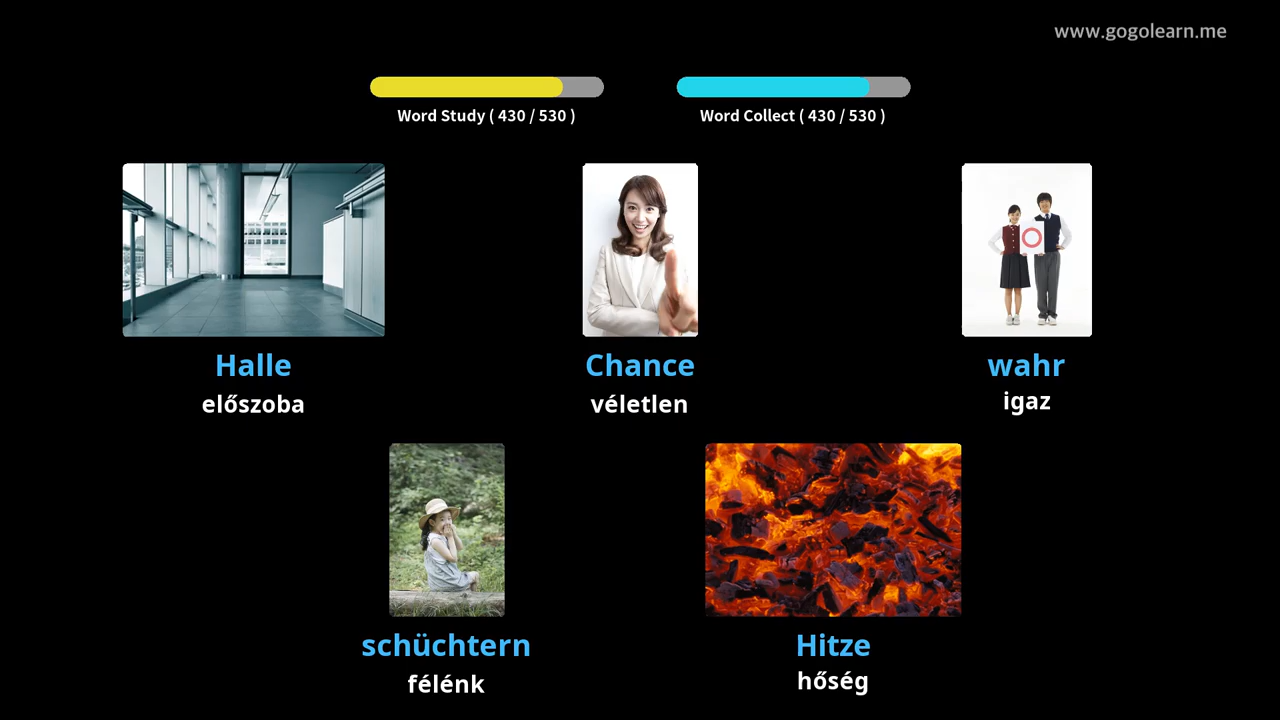 www.gogolearn.me
Word Study ( 430 / 530 )
Word Collect ( 430 / 530 )
Halle
előszoba
Chance
véletlen
wahr
igaz
schüchtern
félénk
Hitze
hőség